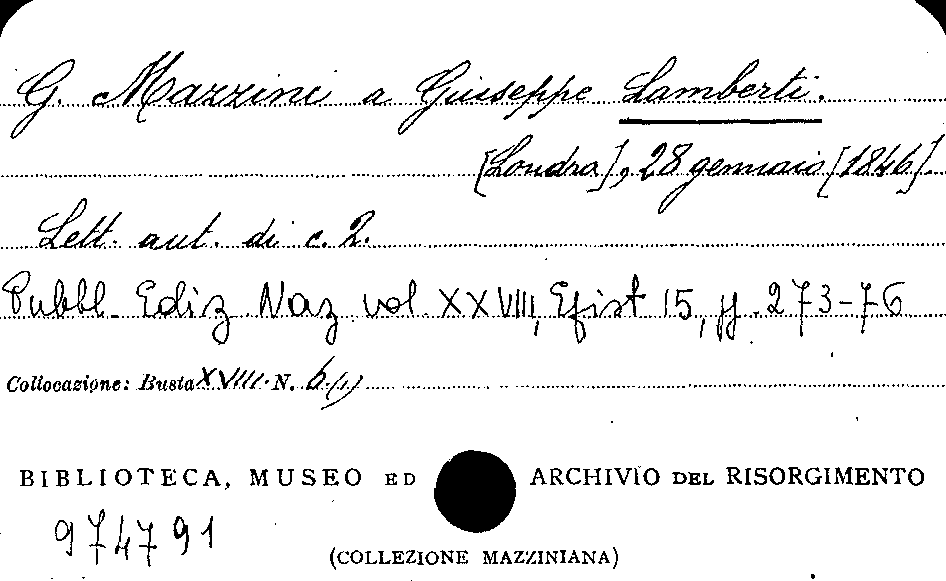 G. Mazzini a Giuseppe Lamberti.
[Londra], 28 gennaio [1846].
Lett. aut. di c. 2.
Pubbl. Ediz. Naz. vol. XXVIII, Epist 15, pp. 273-76
Collocazione: Busta XVIII. N. 6 (1)
BIBLIOTECA, MUSEO ED ARCHIVIO DEL RISORGIMENTO
974791
(COLLEZIONE MAZZINIANA)